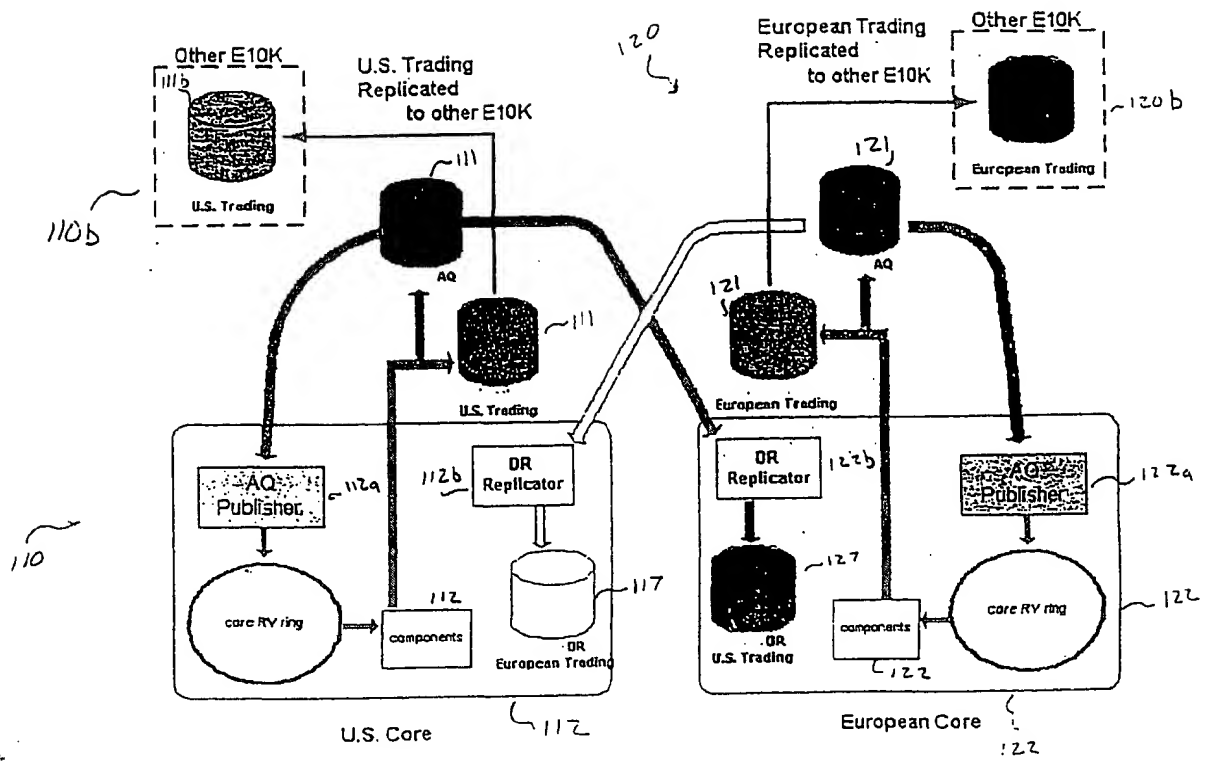 Other E10K
111b
U.S. Trading
110b
U.S. Trading
Replicated
to other E10K
120
European Trading
Replicated
to other E10K
Other E10K
European Trading
120b
111
AQ
111
U.S. Trading
121
AQ
121
European Trading
110
AQ
Publisher
112a
core RV ring
112
components
112b
DR
Replicator
117
DR
European Trading
112
U.S. Core
DR
Replicator
122b
127
DR
U.S. Trading
components
122
AQ
Publisher
122a
core RV ring
122
European Core
122